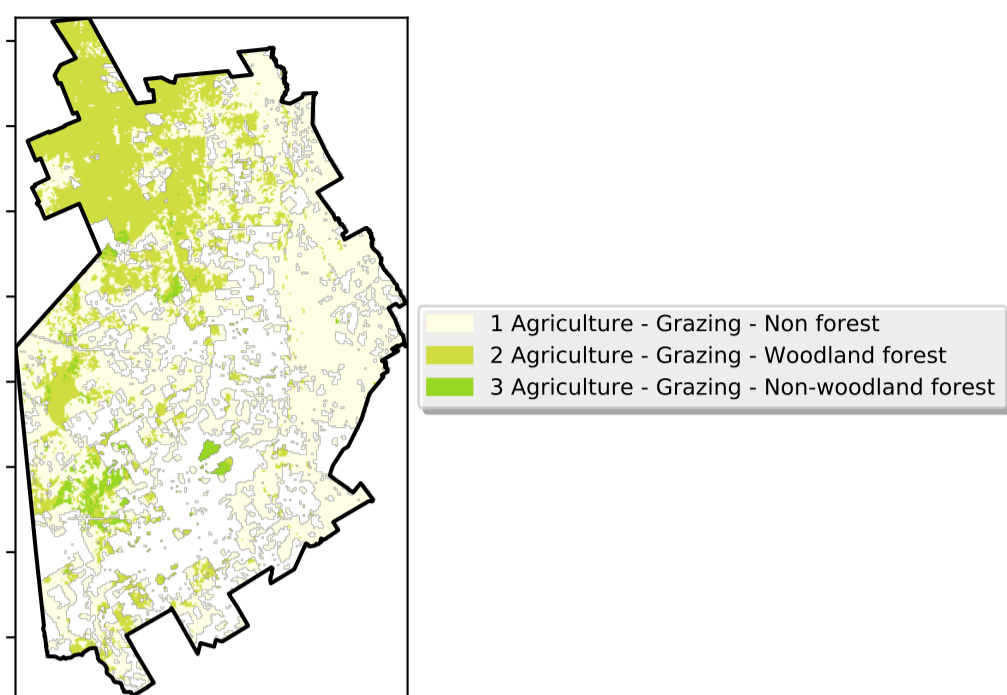 1 Agriculture - Grazing - Non forest
2 Agriculture - Grazing - Woodland forest
3 Agriculture - Grazing - Non-woodland forest